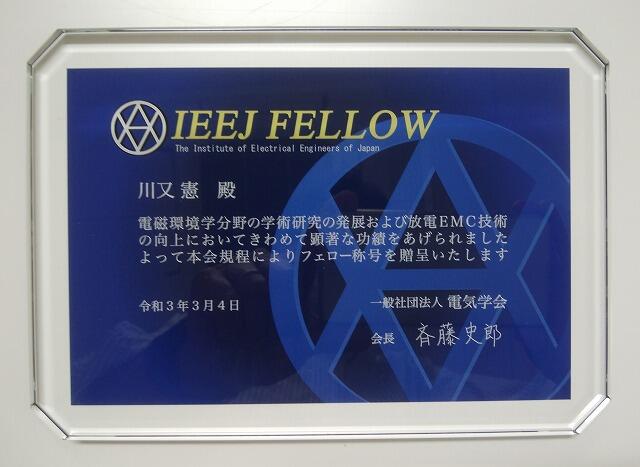 IEEJ FELLOW
The Institute of Electrical Engineers of Japan
川又 憲 殿
電磁環境学分野の学術研究の発展および放電EMC技術
の向上においてきわめて顕著な功績をあげられました
よって本会規程によりフェロー称号を贈呈いたします
令和3年3月4日
一般社団法人 電気学会
会長 斉藤史郎